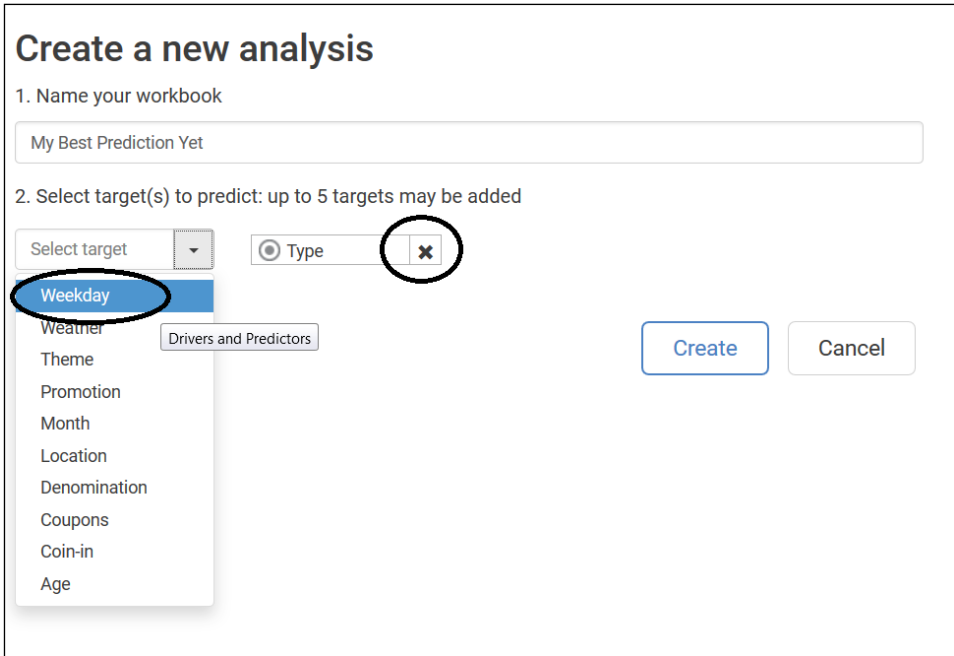 Create a new analysis
1. Name your workbook
My Best Prediction Yet
2. Select target(s) to predict: up to 5 targets may be added
Select target
Type
Weekday
Weather
Drivers and Predictors
Theme
Promotion
Month
Location
Denomination
Coupons
Coin-in
Age
Create
Cancel